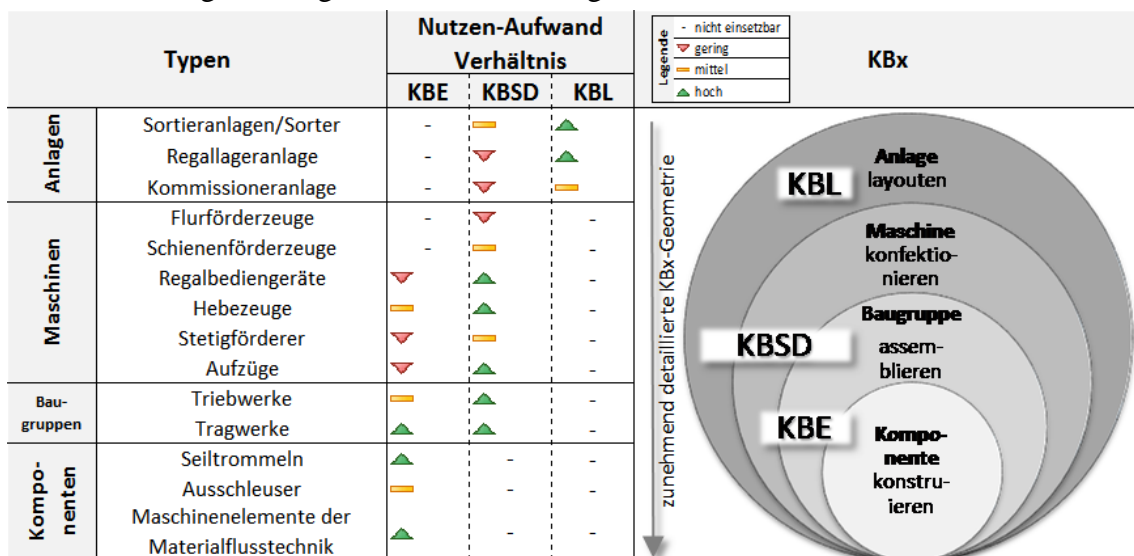 Typen
Nutzen-Aufwand
Verhältnis
KBE KBSD KBL
Legende
- nicht einsetzbar
gering
mittel
hoch
KBx
Anlagen
Sortieranlagen/Sorter -
Regallageranlage -
Kommissioneranlage -
Maschinen
Flurförderzeuge - -
Schienenförderzeuge - -
Regalbediengeräte -
Hebezeuge -
Stetigförderer -
Aufzüge -
Bau-
gruppen
Triebwerke -
Tragwerke -
Kompo-
nenten
Seiltrommeln - -
Ausschleuser - -
Maschinenelemente der
Materialflusstechnik - -
zunehmend detaillierte KBx-Geometrie
KBL
Anlage
layouten
Maschine
konfektio-
nieren
KBSD
Baugruppe
assem-
blieren
KBE
Kompo-
nente
konstru-
ieren